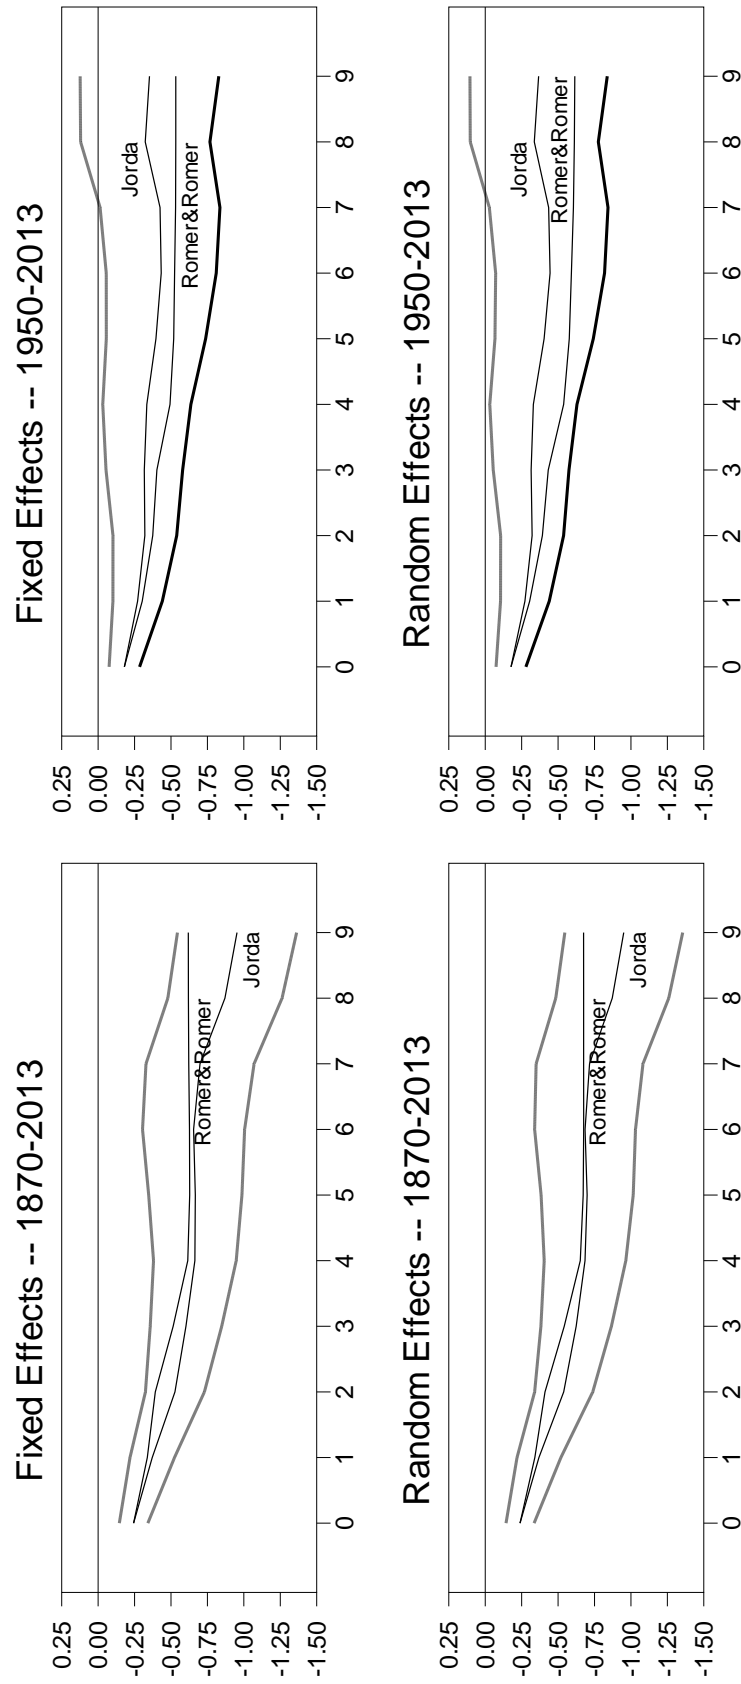 Fixed Effects -- 1870-2013
0.25
0.00
-0.25
-0.50
-0.75
-1.00
-1.25
-1.50
Romer&Romer
Jorda
0 1 2 3 4 5 6 7 8 9
Fixed Effects -- 1950-2013
0.25
0.00
-0.25
-0.50
-0.75
-1.00
-1.25
-1.50
Jorda
Romer&Romer
0 1 2 3 4 5 6 7 8 9
Random Effects -- 1870-2013
0.25
0.00
-0.25
-0.50
-0.75
-1.00
-1.25
-1.50
Romer&Romer
Jorda
0 1 2 3 4 5 6 7 8 9
Random Effects -- 1950-2013
0.25
0.00
-0.25
-0.50
-0.75
-1.00
-1.25
-1.50
Jorda
Romer&Romer
0 1 2 3 4 5 6 7 8 9